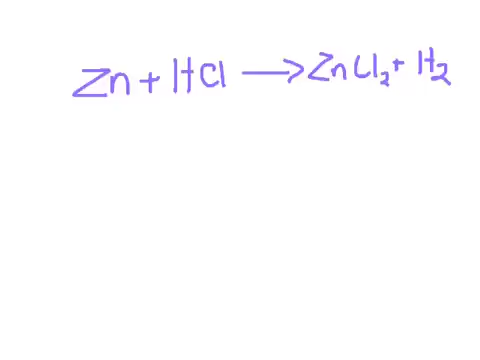 Zn + HCl → ZnCl₂ + H₂